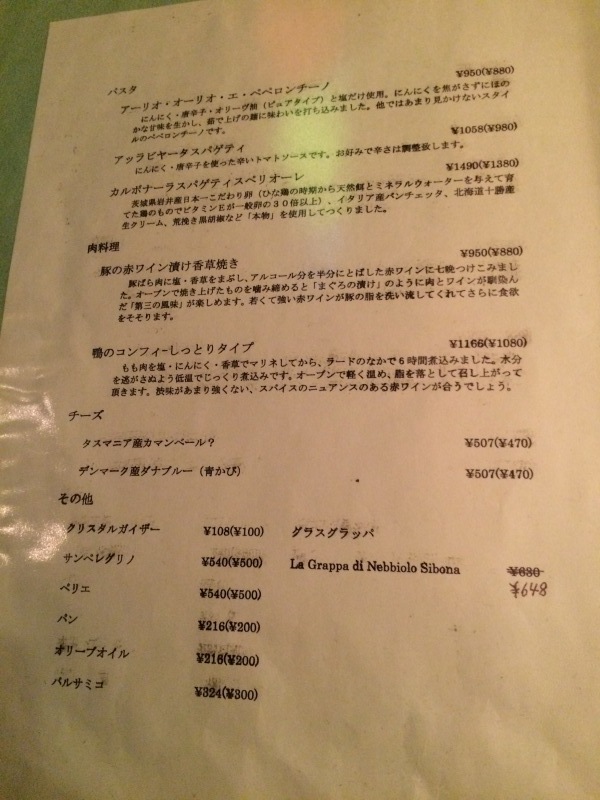 パスタ
アーリオ・オーリオ・エ・ペペロンチーノ ¥950(¥880)
にんにく・唐辛子・オリーヴ油（ピュアタイプ）と塩だけ使用。にんにくを焦がさずにほの
かな甘味を生かし、茹で上げの麺に味わいを打ち込みました。他ではあまり見かけないスタイ
ルのペペロンチーノです。
アッラビヤータスパゲティ ¥1058(¥980)
にんにく・唐辛子を使った辛いトマトソースです。お好みで辛さは調整致します。
カルボナーラスパゲティスペリオーレ ¥1490(¥1380)
茨城県岩井産日本一こだわり卵（ひな鶏の時期から天然餌とミネラルウォーターを与えて育
てた鶏のものでビタミンEが一般卵の３０倍以上）、イタリア産パンチェッタ、北海道十勝産
生クリーム、荒挽き黒胡椒など「本物」を使用してつくりました。
肉料理
豚の赤ワイン漬け香草焼き ¥950(¥880)
豚ばら肉に塩・香草をまぶし、アルコール分を半分にとばした赤ワインに七晩つけこみまし
た。オーブンで焼き上げたものを噛み締めると「まぐろの漬け」のように肉とワインが馴染ん
だ「第三の風味」が楽しめます。若くて強い赤ワインが豚の脂を洗い流してくれてさらに食欲
をそそります。
鴨のコンフィーしっとりタイプ ¥1166(¥1080)
もも肉を塩・にんにく・香草でマリネしてから、ラードのなかで６時間煮込みました。水分
を逃がさぬよう低温でじっくり煮込みです。オーブンで軽く温め、脂を落として召し上がって
頂きます。渋味があまり強くない、スパイスのニュアンスのある赤ワインが合うでしょう。
チーズ
タスマニア産カマンベール？ ¥507(¥470)
デンマーク産ダナブルー（青かび） ¥507(¥470)
その他
クリスタルガイザー ¥108(¥100)
グラスグラッパ
サンペレグリノ ¥540(¥500)
La Grappa di Nebbiolo Sibona ¥630
¥648
ペリエ ¥540(¥500)
パン ¥216(¥200)
オリーブオイル ¥216(¥200)
バルサミコ ¥324(¥300)